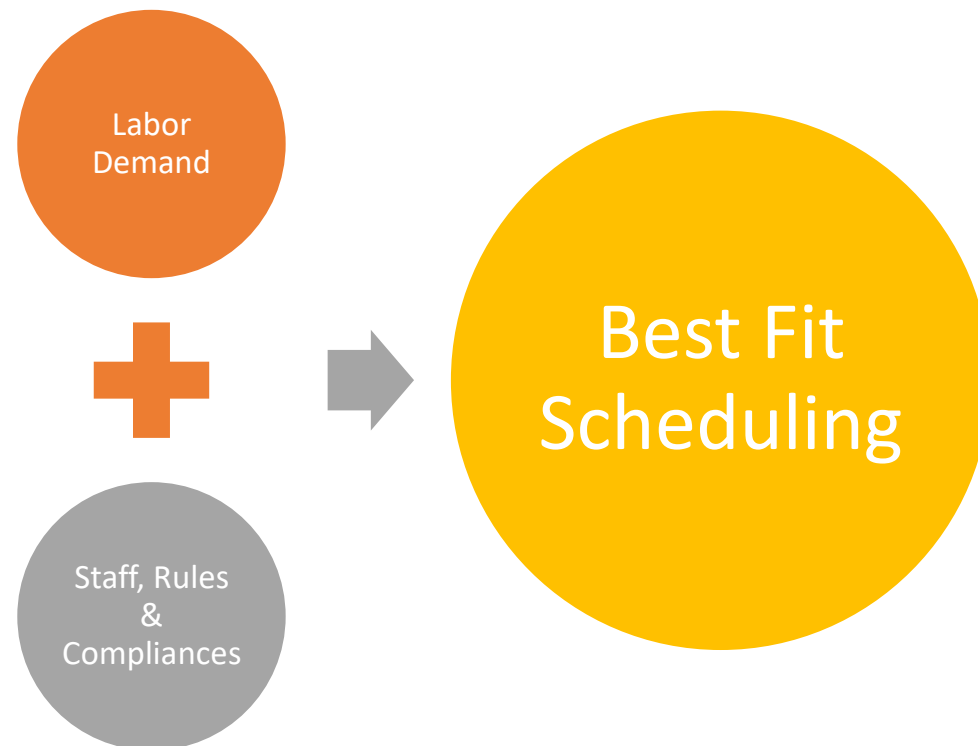 Labor
Demand
Staff, Rules
&
Compliances
Best Fit
Scheduling